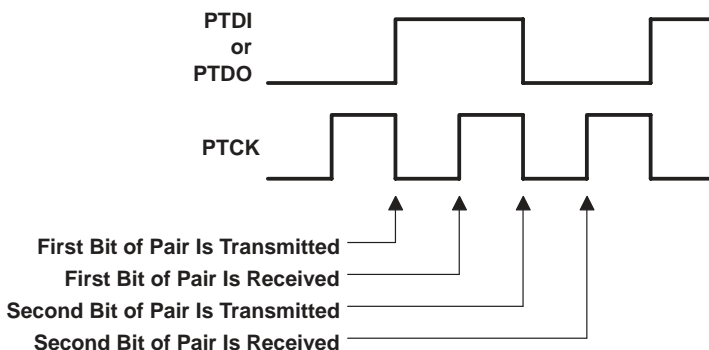 PTDI
or
PTDO
PTCK
First Bit of Pair Is Transmitted
First Bit of Pair Is Received
Second Bit of Pair Is Transmitted
Second Bit of Pair Is Received